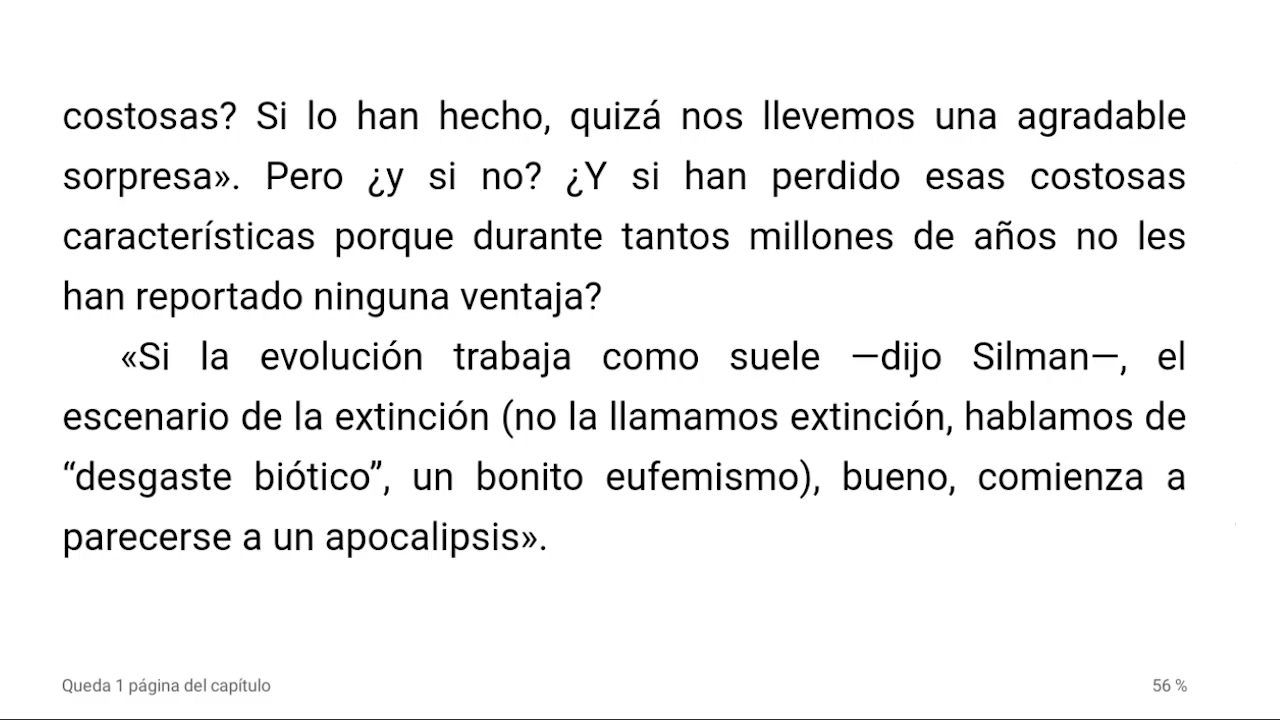 costosas? Si lo han hecho, quizá nos llevemos una agradable
sorpresa». Pero ¿y si no? ¿Y si han perdido esas costosas
características porque durante tantos millones de años no les
han reportado ninguna ventaja?
«Si la evolución trabaja como suele —dijo Silman—, el
escenario de la extinción (no la llamamos extinción, hablamos de
“desgaste biótico”, un bonito eufemismo), bueno, comienza a
parecerse a un apocalipsis».
Queda 1 página del capítulo
56 %